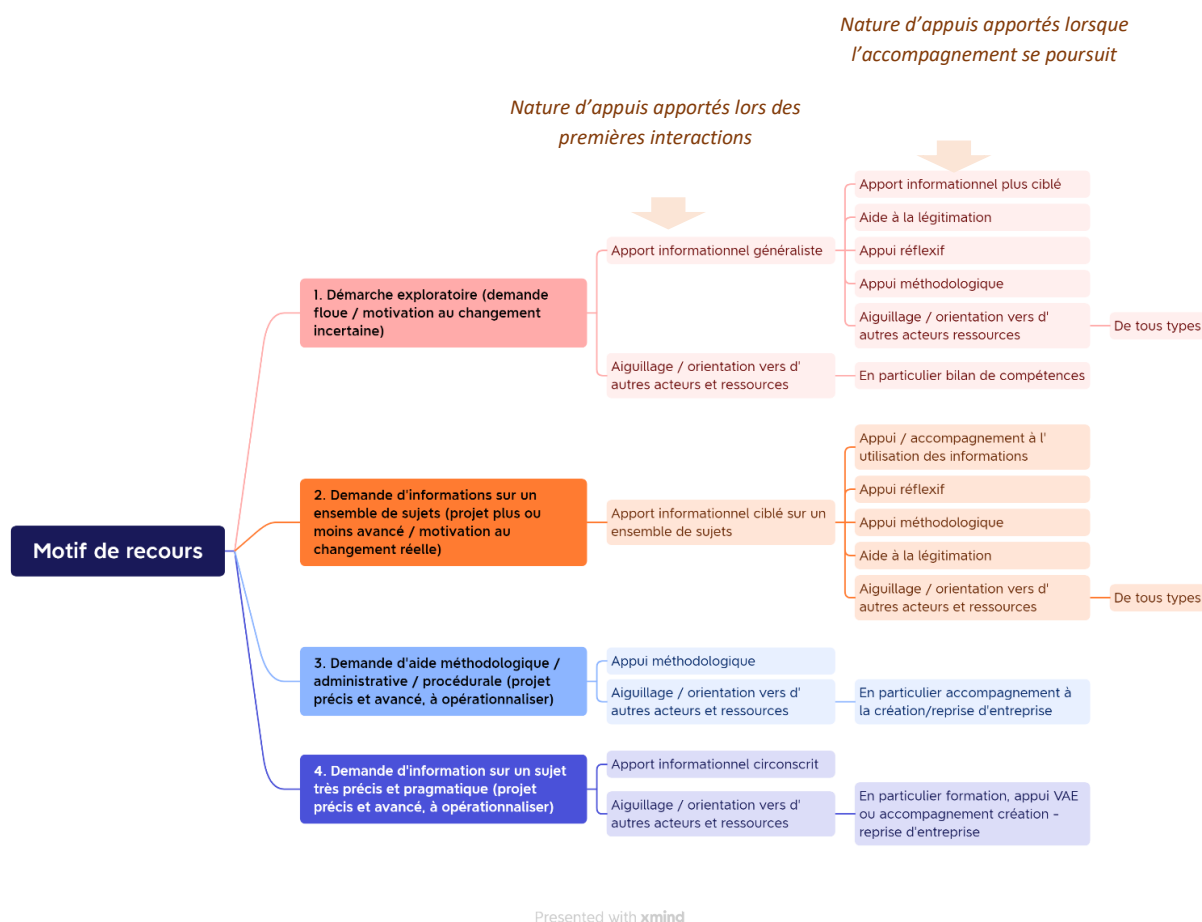 Nature d’appuis apportés lorsque
l’accompagnement se poursuit
Nature d’appuis apportés lors des
premières interactions
Motif de recours
1. Démarche exploratoire (demande
floue / motivation au changement
incertaine)
Apport informationnel généraliste
Apport informationnel plus ciblé
Aide à la légitimation
Appui réflexif
Appui méthodologique
Aiguillage / orientation vers d'
autres acteurs ressources
De tous types
Aiguillage / orientation vers d'
autres acteurs et ressources
En particulier bilan de compétences
2. Demande d'informations sur un
ensemble de sujets (projet plus ou
moins avancé / motivation au
changement réelle)
Apport informationnel ciblé sur un
ensemble de sujets
Appui / accompagnement à l'
utilisation des informations
Appui réflexif
Appui méthodologique
Aide à la légitimation
Aiguillage / orientation vers d'
autres acteurs et ressources
De tous types
3. Demande d'aide méthodologique /
administrative / procédurale (projet
précis et avancé, à opérationnaliser)
Appui méthodologique
Aiguillage / orientation vers d'
autres acteurs et ressources
En particulier accompagnement à
la création/reprise d'entreprise
4. Demande d'information sur un sujet
très précis et pragmatique (projet
précis et avancé, à opérationnaliser)
Apport informationnel circonscrit
Aiguillage / orientation vers d'
autres acteurs et ressources
En particulier formation, appui VAE
ou accompagnement création -
reprise d'entreprise
Presented with xmind